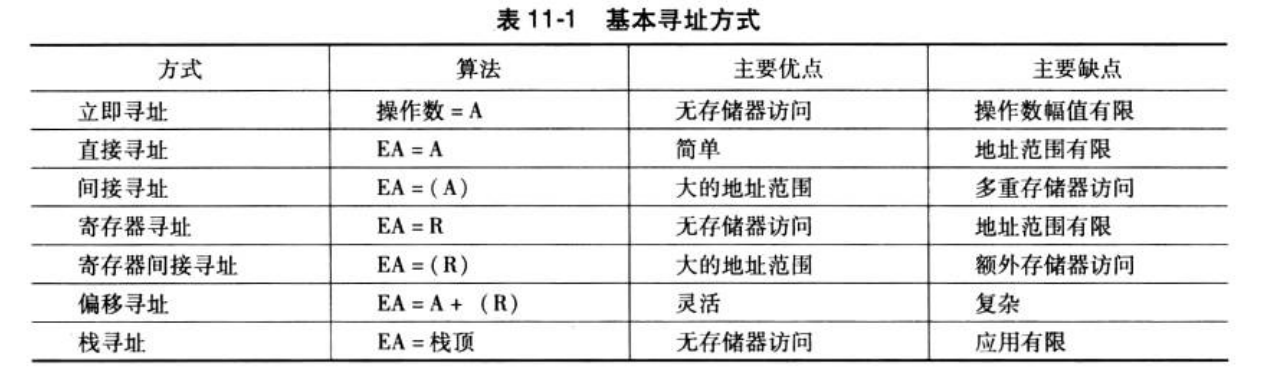 表 11-1 基本寻址方式
方式 算法 主要优点 主要缺点
立即寻址 操作数 = A 无存储器访问 操作数幅值有限
直接寻址 EA = A 简单 地址范围有限
间接寻址 EA = ( A ) 大的地址范围 多重存储器访问
寄存器寻址 EA = R 无存储器访问 地址范围有限
寄存器间接寻址 EA = ( R ) 大的地址范围 额外存储器访问
偏移寻址 EA = A + ( R ) 灵活 复杂
栈寻址 EA = 栈顶 无存储器访问 应用有限